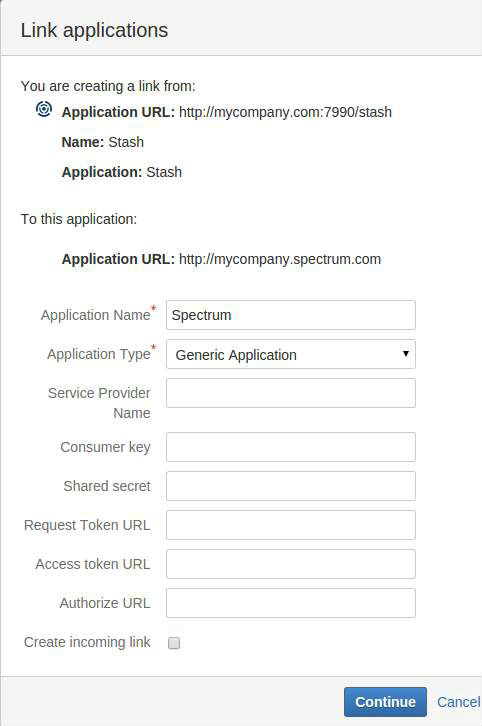 Link applications
You are creating a link from:
Application URL: http://mycompany.com:7990/stash
Name: Stash
Application: Stash
To this application:
Application URL: http://mycompany.spectrum.com
Application Name* Spectrum
Application Type* Generic Application
Service Provider
Name
Consumer key
Shared secret
Request Token URL
Access token URL
Authorize URL
Create incoming link
Continue Cancel